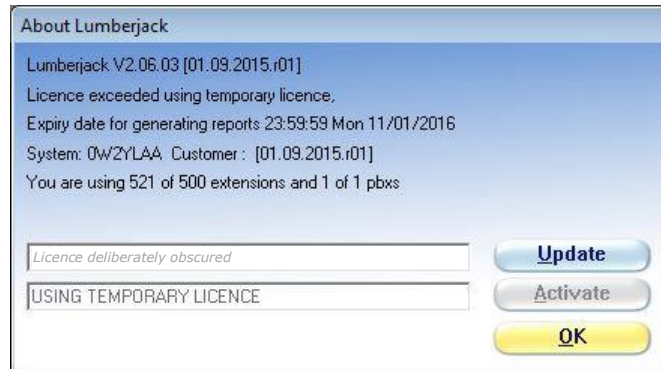 About Lumberjack
Lumberjack V2.06.03 [01.09.2015.r01]
Licence exceeded using temporary licence,
Expiry date for generating reports 23:59:59 Mon 11/01/2016
System: 0W2YLAA Customer : [01.09.2015.r01]
You are using 521 of 500 extensions and 1 of 1 pbxs
Licence deliberately obscured
Update
USING TEMPORARY LICENCE
Activate
OK